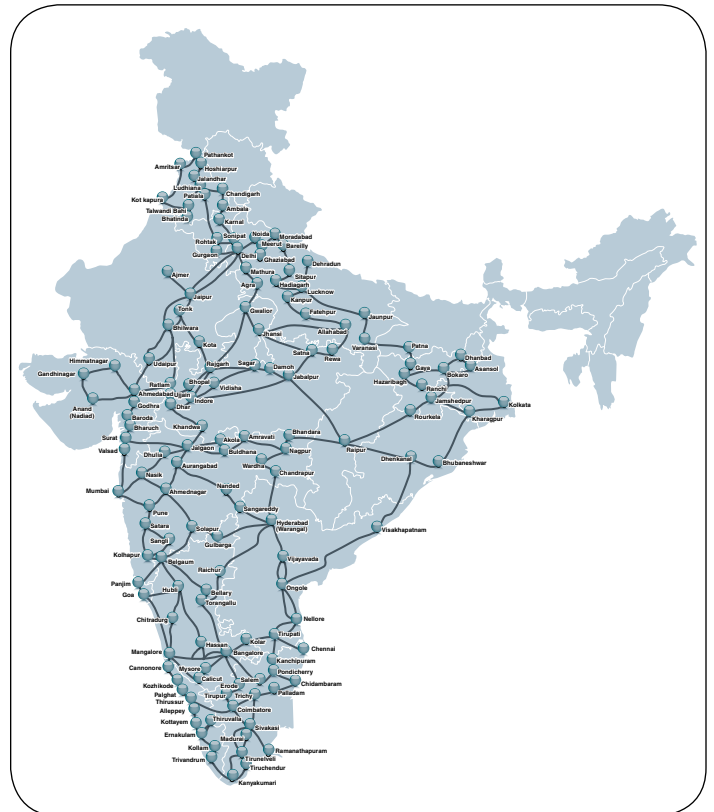 Pathankot
Amritsar
Hoshiarpur
Jalandhar
Ludhiana
Chandigarh
Patiala
Kot kapura
Ambala
Talwandi Bahi
Bhatinda
Karnal
Sonipat
Noida
Moradabad
Rohtak
Meerut
Bareilly
Gurgaon
Delhi
Ghaziabad
Dehradun
Ajmer
Mathura
Sitapur
Agra
Hadiagarh
Jaipur
Lucknow
Kanpur
Tonk
Gwalior
Fatehpur
Jaunpur
Bhilwara
Jhansi
Allahabad
Kota
Varanasi
Patna
Satna
Rewa
Dhanbad
Himmatnagar
Udaipur
Rajgarh
Sagar
Damoh
Gaya
Asansol
Gandhinagar
Bokaro
Jabalpur
Hazaribagh
Ratlam
Bhopal
Vidisha
Ranchi
Ahmedabad
Ujjain
Indore
Jamshedpur
Kolkata
Anand
(Nadiad)
Godhra
Dhar
Rourkela
Kharagpur
Baroda
Bharuch
Khandwa
Surat
Akola
Amravati
Bhandara
Valsad
Jalgaon
Buldhana
Nagpur
Raipur
Dhulia
Wardha
Dhenkanal
Bhubaneshwar
Aurangabad
Chandrapur
Nasik
Nanded
Mumbai
Ahmednagar
Sangareddy
Pune
Satara
Solapur
Hyderabad
(Warangal)
Visakhapatnam
Sangli
Gulbarga
Kolhapur
Belgaum
Vijayavada
Raichur
Panjim
Hubli
Bellary
Ongole
Goa
Torangallu
Chitradurg
Nellore
Tirupati
Hassan
Kolar
Chennai
Mangalore
Bangalore
Kanchipuram
Cannonore
Mysore
Pondicherry
Calicut
Salem
Chidambaram
Kozhikode
Erode
Palghat
Tirupur
Trichy
Palladam
Thirussur
Alleppey
Coimbatore
Kottayem
Thiruvalla
Sivakasi
Ernakulam
Madurai
Kollam
Ramanathapuram
Trivandrum
Tirunelveli
Tiruchendur
Kanyakumari